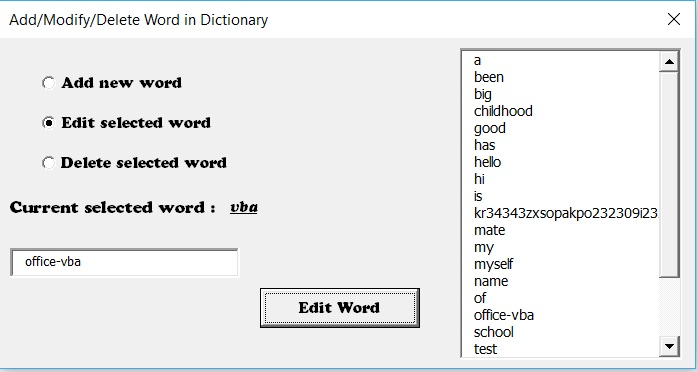 Add/Modify/Delete Word in Dictionary
Add new word
Edit selected word
Delete selected word
Current selected word : vba
office-vba
Edit Word
a
been
big
childhood
good
has
hello
hi
is
kr34343zxsopakpo232309i23
mate
my
myself
name
of
office-vba
school
test